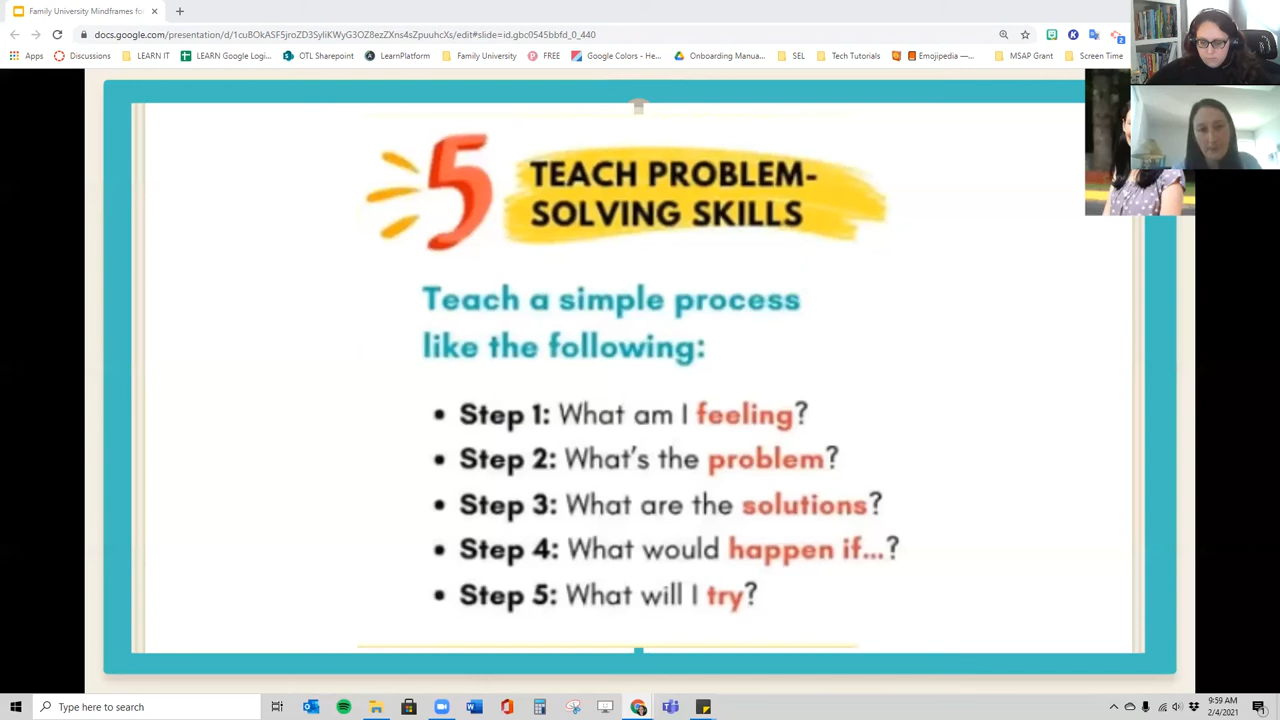 Family University Mindframes for
docs.google.com/presentation/d/1cuBOkASF5jroZD3SyliKWyG3OZ8ezZXns4sZpuuhcXs/edit#slide=id.gbc0545bbfd_0_440
Apps Discussions LEARN IT LEARN Google Logi... OTL Sharepoint LearnPlatform Family University FREE Google Colors - He... Onboarding Manua... SEL Tech Tutorials Emojipedia —... MSAP Grant Screen Time
5 TEACH PROBLEM-
SOLVING SKILLS
Teach a simple process
like the following:
• Step 1: What am I feeling?
• Step 2: What's the problem?
• Step 3: What are the solutions?
• Step 4: What would happen if...?
• Step 5: What will I try?
Type here to search
9:59 AM
2/4/2021